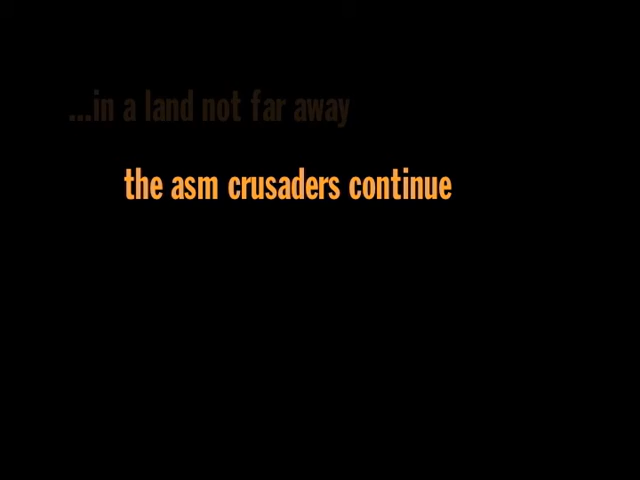 ...in a land not far away
the asm crusaders continue